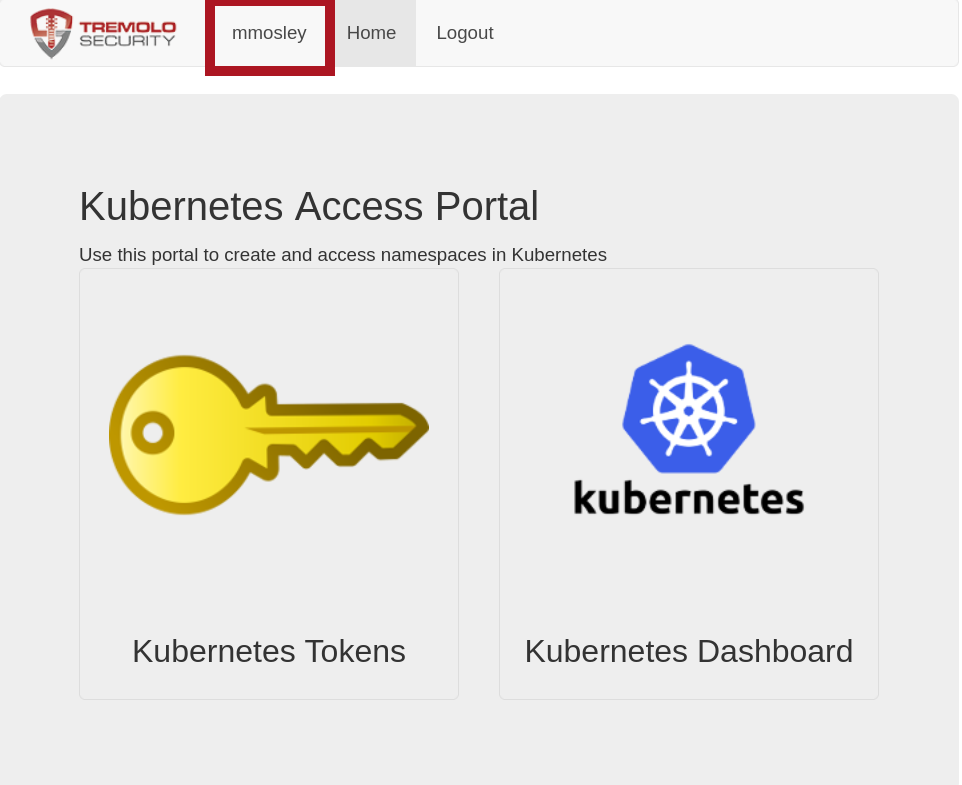 TREMOLO
SECURITY
mmosley Home Logout
Kubernetes Access Portal
Use this portal to create and access namespaces in Kubernetes
kubernetes
Kubernetes Tokens
Kubernetes Dashboard